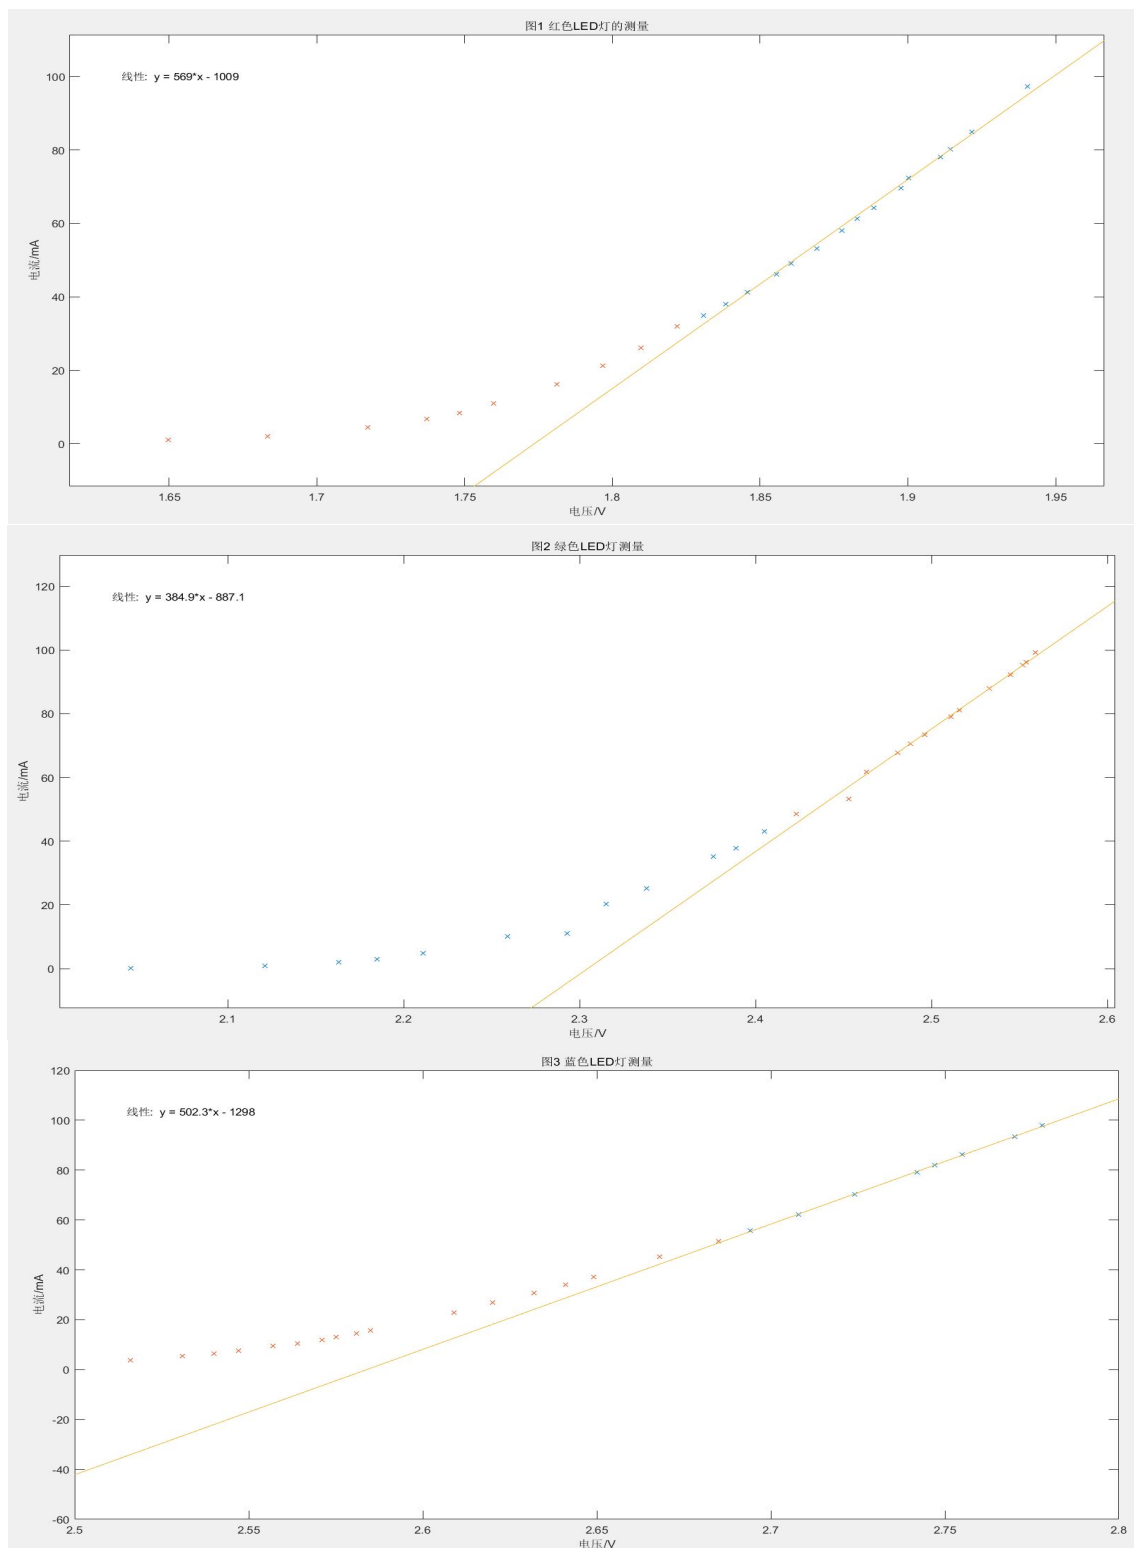 图1 红色LED灯的测量
线性: y = 569*x - 1009
100
80
60
40
20
0
电流/mA
1.65 1.7 1.75 1.8 1.85 1.9 1.95
电压/V
图2 绿色LED灯测量
线性: y = 384.9*x - 887.1
120
100
80
60
40
20
0
电流/mA
2.1 2.2 2.3 2.4 2.5 2.6
电压/V
图3 蓝色LED灯测量
线性: y = 502.3*x - 1298
120
100
80
60
40
20
0
-20
-40
-60
电流/mA
2.5 2.55 2.6 2.65 2.7 2.75 2.8
电压/V